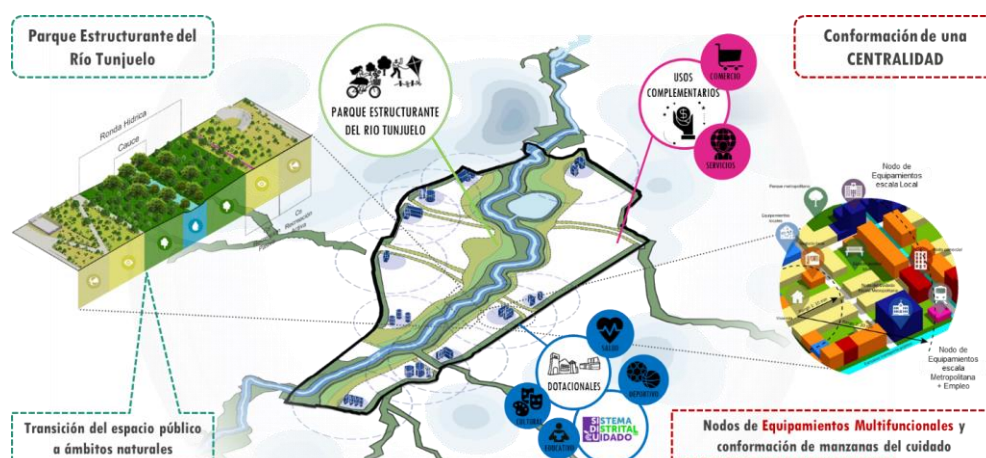 Parque Estructurante del
Río Tunjuelo
Conformación de una
CENTRALIDAD
PARQUE ESTRUCTURANTE
DEL RIO TUNJUELO
USOS
COMPLEMENTARIOS
COMERCIO
SERVICIOS
Ronda Hidrica
Cauce
Nodo de
Equipamientos
escala Local
Parque metropolitano
Equipamientos
locales
Nodo de
Equipamientos
escala
Metropolitana
+ Empleo
SALUD
DOTACIONALES
DEPORTIVO
CULTURAL
EDUCATIVO
SISTEMA
DISTRITAL
CUIDADO
Transición del espacio público
a ámbitos naturales
Nodos de Equipamientos Multifuncionales y
conformación de manzanas del cuidado